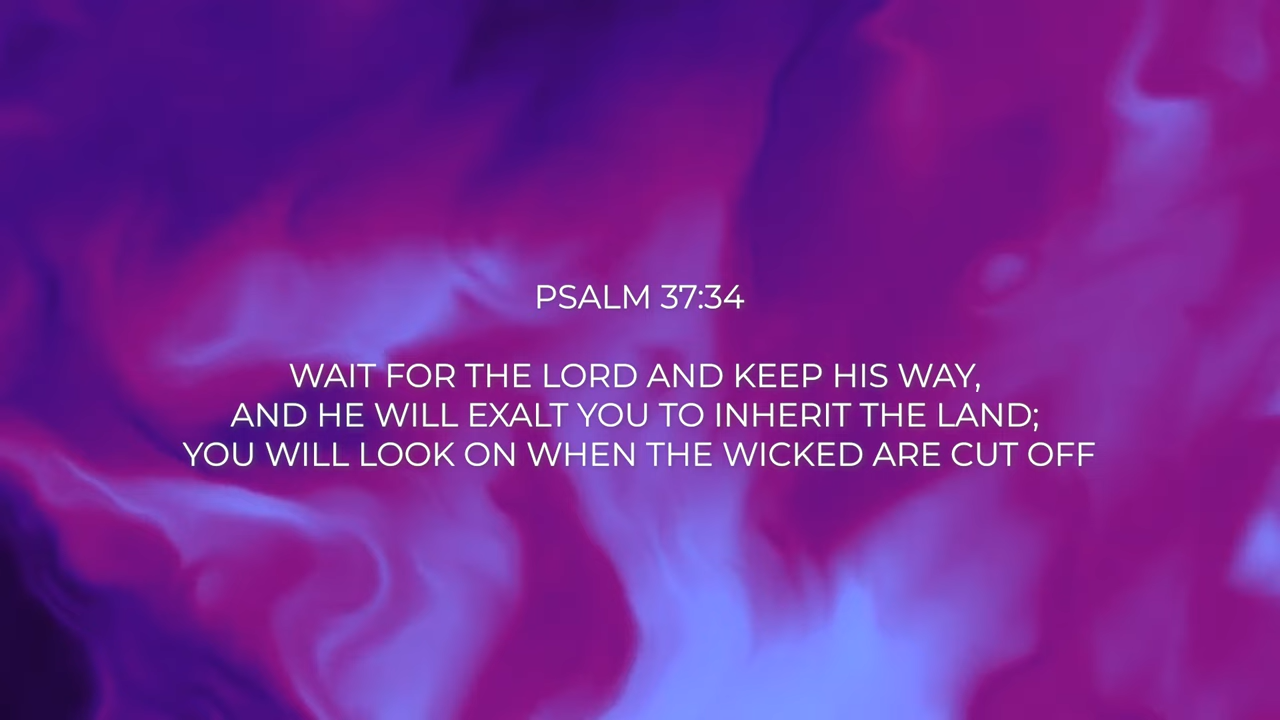 PSALM 37:34
WAIT FOR THE LORD AND KEEP HIS WAY,
AND HE WILL EXALT YOU TO INHERIT THE LAND;
YOU WILL LOOK ON WHEN THE WICKED ARE CUT OFF